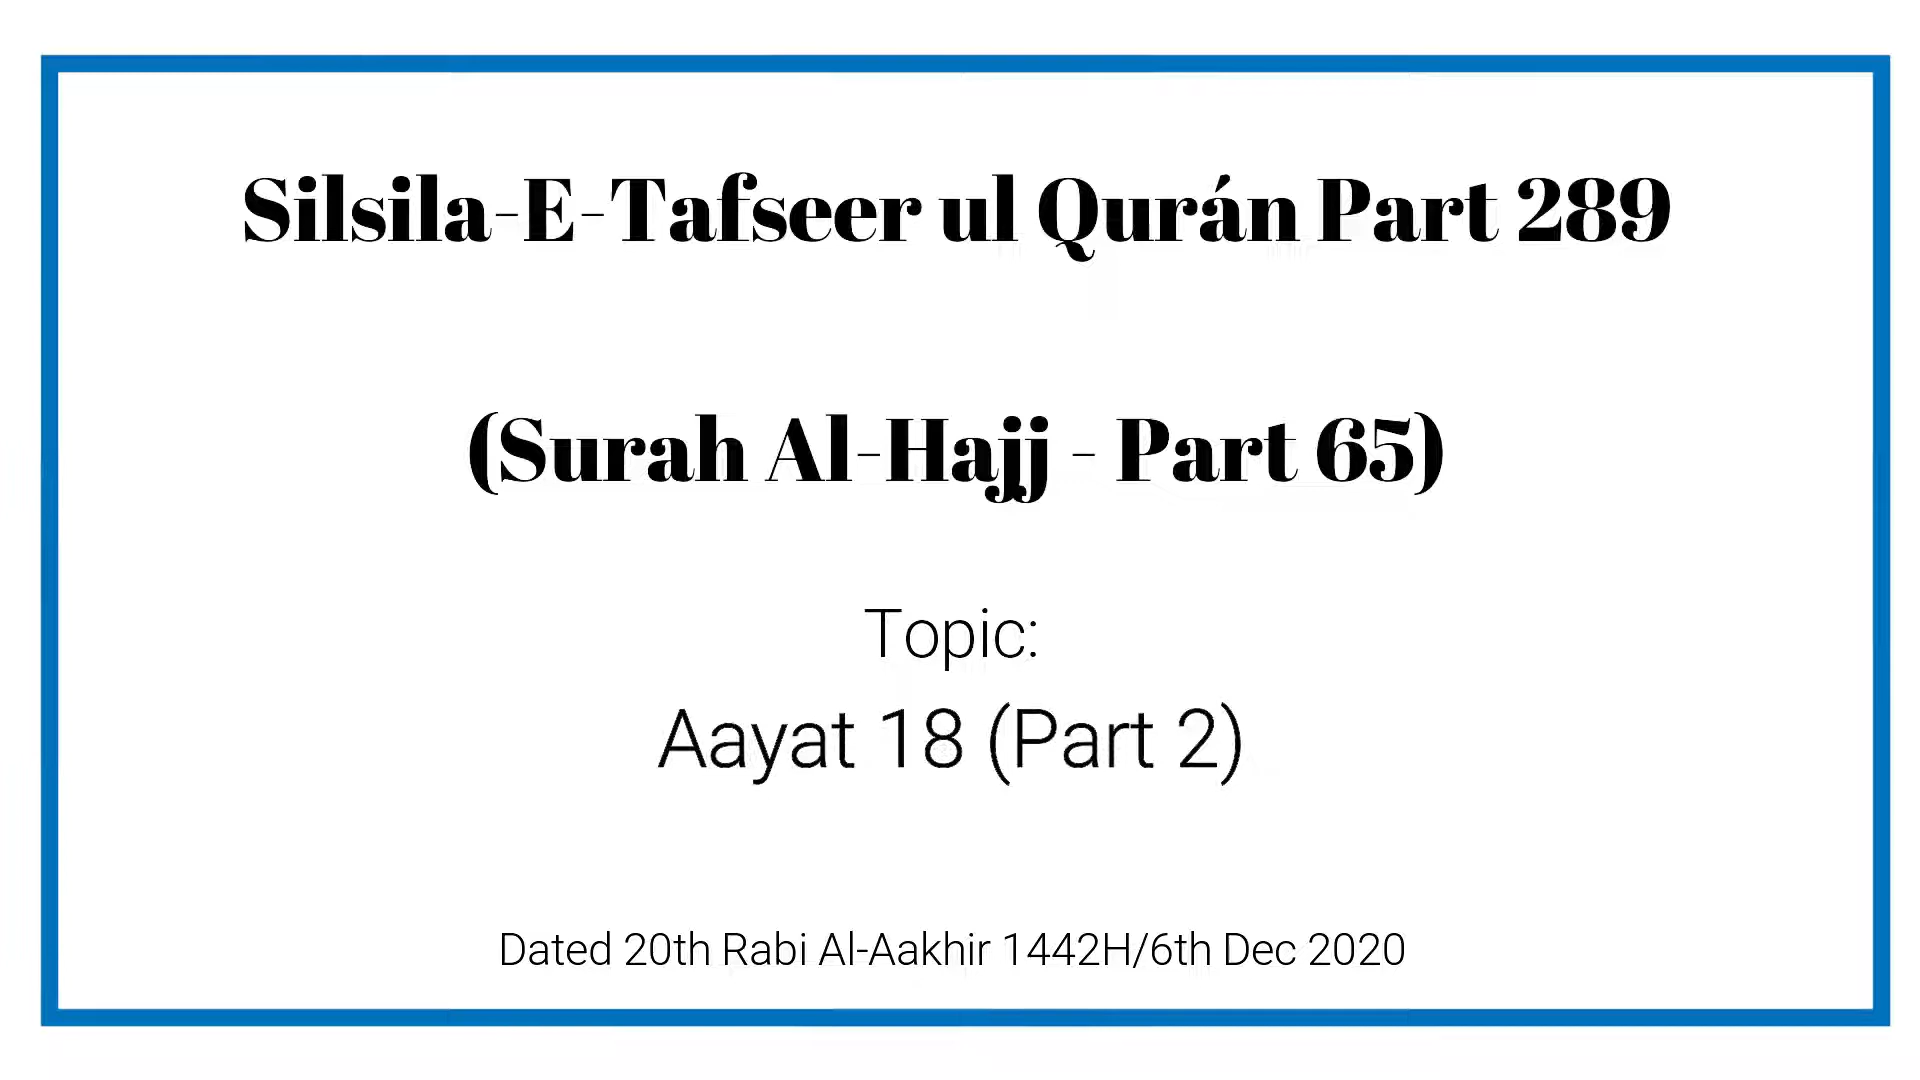 Silsila-E-Tafseer ul Qurán Part 289
(Surah Al-Hajj - Part 65)
Topic:
Aayat 18 (Part 2)
Dated 20th Rabi Al-Aakhir 1442H/6th Dec 2020